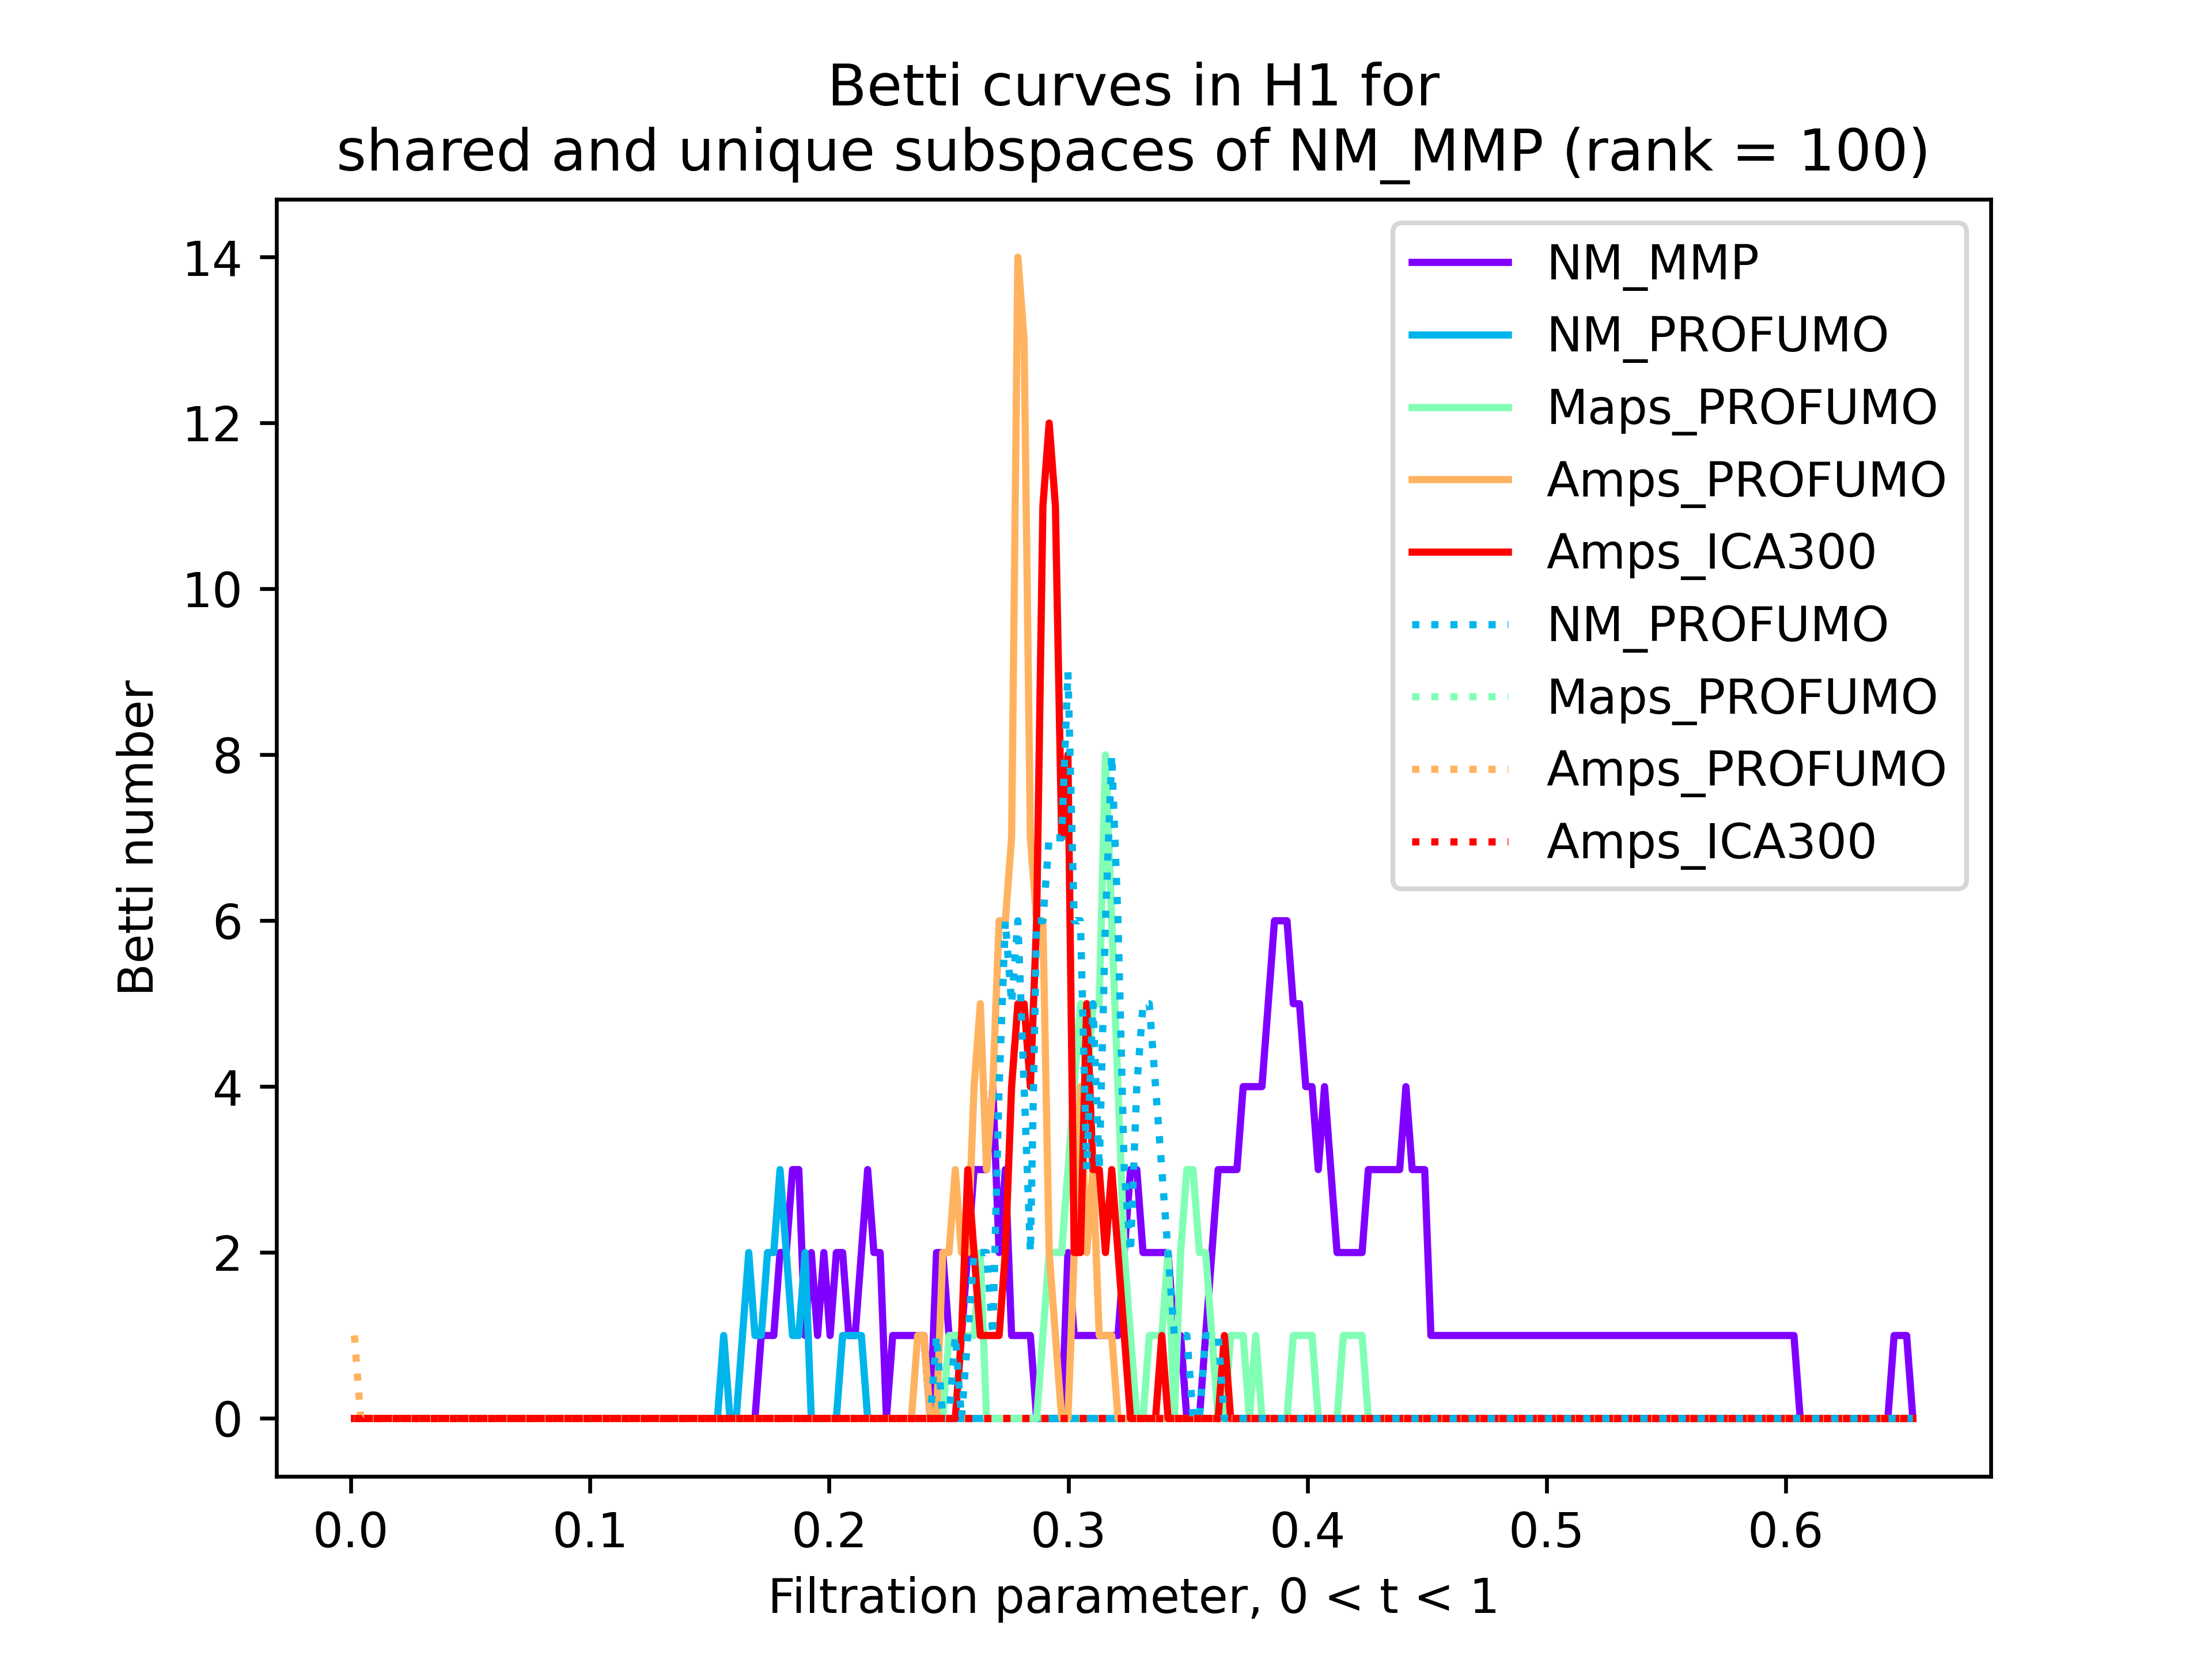 Betti curves in H1 for
shared and unique subspaces of NM_MMP (rank = 100)
14
12
10
8
6
4
2
0
Betti number
0.0 0.1 0.2 0.3 0.4 0.5 0.6
Filtration parameter, 0 < t < 1
NM_MMP
NM_PROFUMO
Maps_PROFUMO
Amps_PROFUMO
Amps_ICA300
NM_PROFUMO
Maps_PROFUMO
Amps_PROFUMO
Amps_ICA300